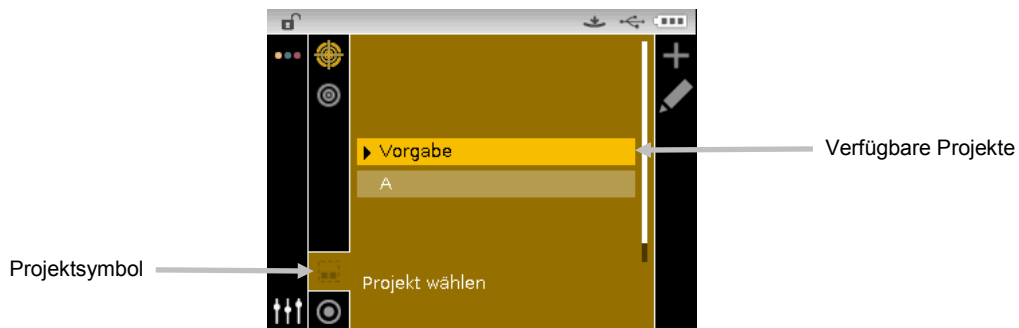 Vorgabe
Verfügbare Projekte
A
Projektsymbol
Projekt wählen